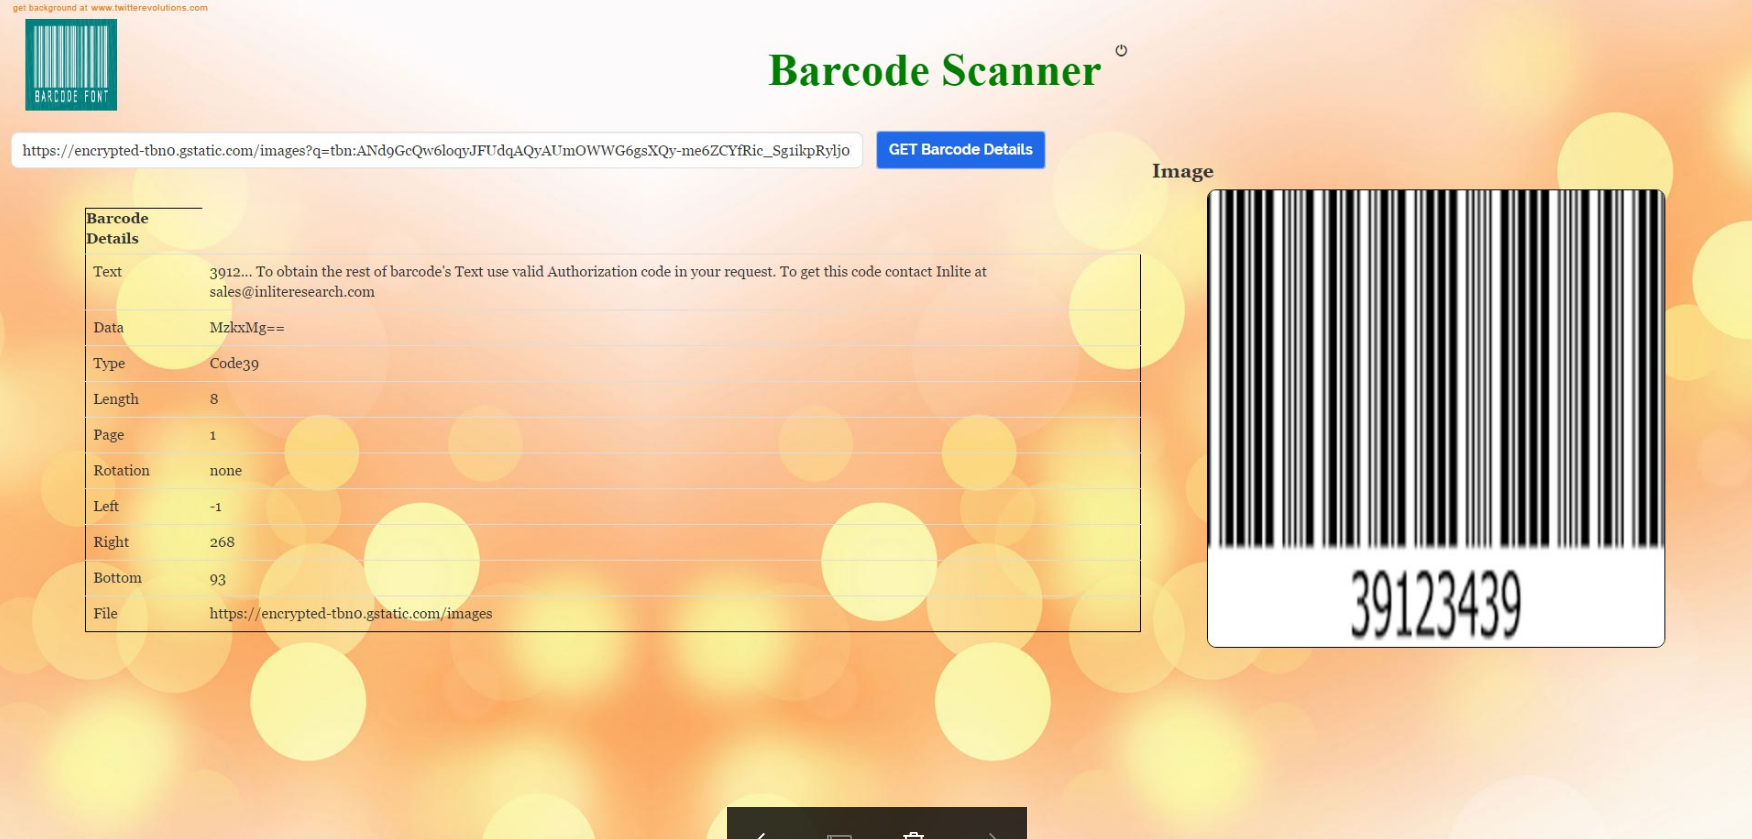 get background at www.twitterevolutions.com
BARCODE FONT
Barcode Scanner
https://encrypted-tbn0.gstatic.com/images?q=tbn:ANd9GcQw6loqyJFUdqAQyAUmOWWG6gsXQy-me6ZCYfRic_Sg1ikpRylj0
GET Barcode Details
Image
Barcode
Details
Text 3912... To obtain the rest of barcode's Text use valid Authorization code in your request. To get this code contact Inlite at
sales@inliteresearch.com
Data MzkxMg==
Type Code39
Length 8
Page 1
Rotation none
Left -1
Right 268
Bottom 93
File https://encrypted-tbn0.gstatic.com/images
39123439